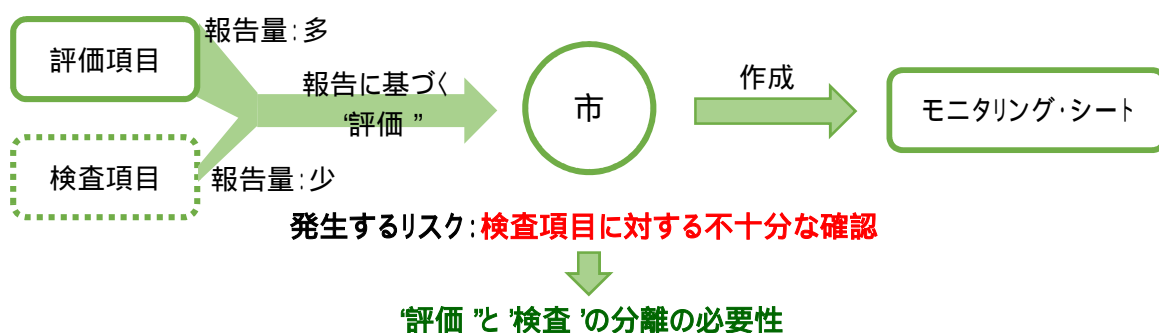 報告量:多
評価項目
報告に基づく
“評価”
市
作成
モニタリング・シート
検査項目
報告量:少
発生するリスク:検査項目に対する不十分な確認
“評価”と“検査”の分離の必要性